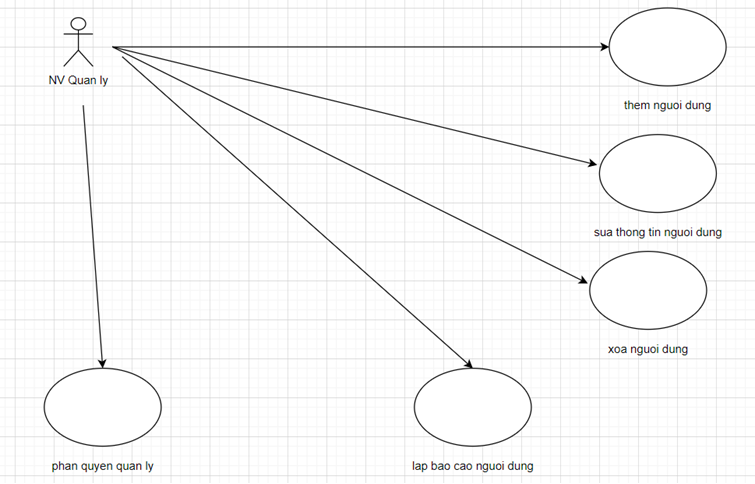 NV Quan ly
them nguoi dung
sua thong tin nguoi dung
xoa nguoi dung
phan quyen quan ly
lap bao cao nguoi dung